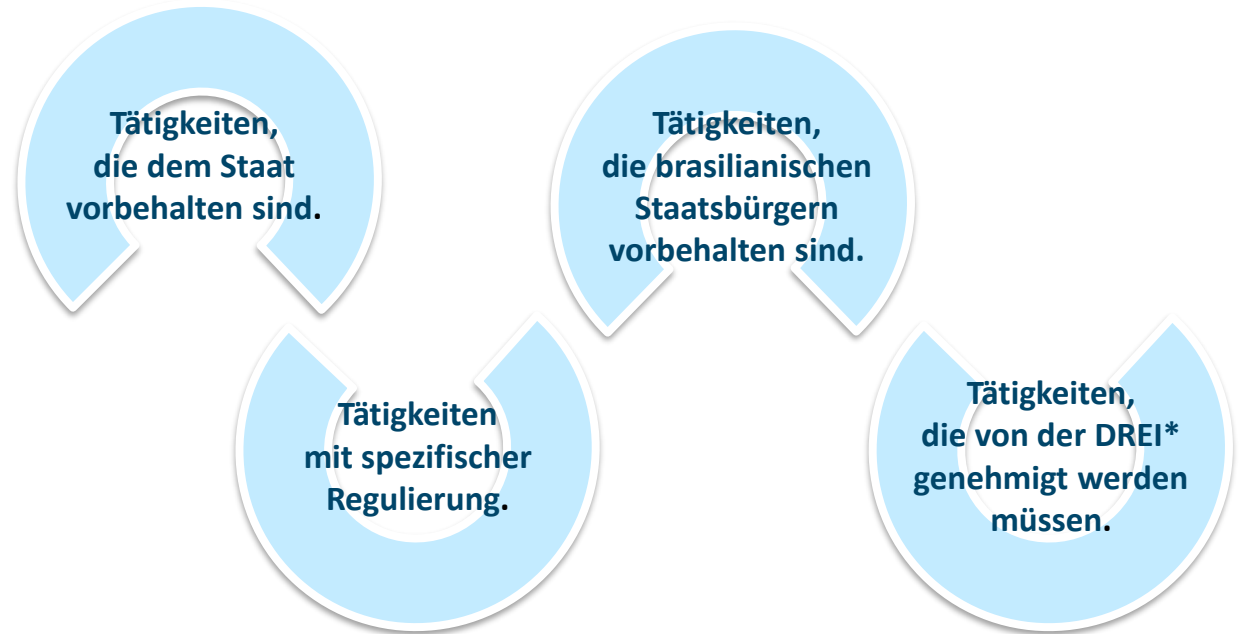 Tätigkeiten,
die dem Staat
vorbehalten sind.
Tätigkeiten
mit spezifischer
Regulierung.
Tätigkeiten,
die brasilianischen
Staatsbürgern
vorbehalten sind.
Tätigkeiten,
die von der DREI*
genehmigt werden
müssen.